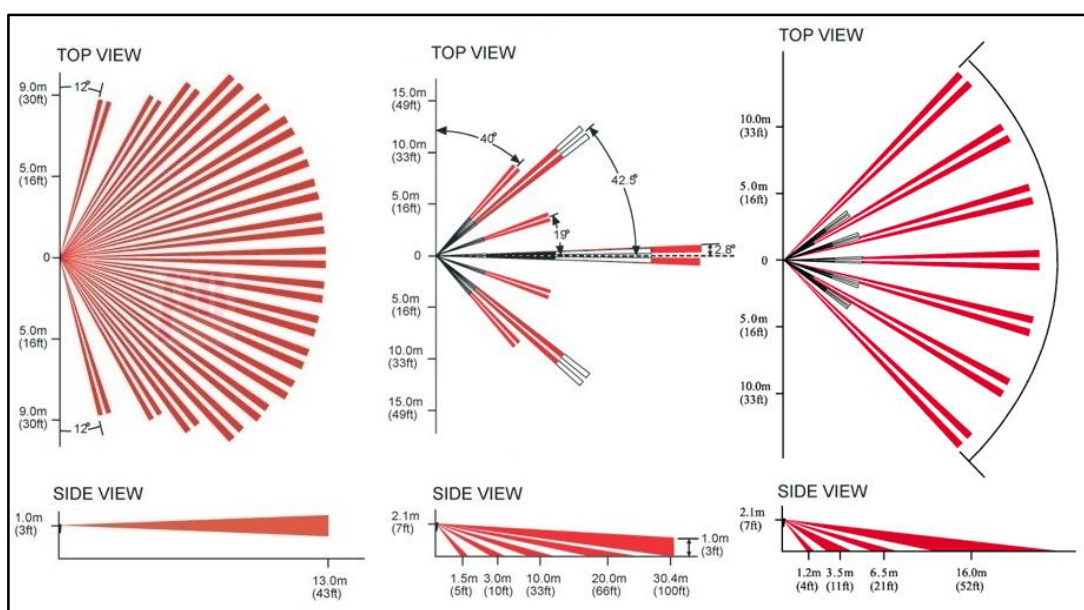 TOP VIEW
9.0m
(30ft)
12°
5.0m
(16ft)
0
5.0m
(16ft)
9.0m
(30ft)
12°
SIDE VIEW
1.0m
(3ft)
13.0m
(43ft)
TOP VIEW
15.0m
(49ft)
10.0m
(33ft)
5.0m
(16ft)
0
5.0m
(16ft)
10.0m
(33ft)
15.0m
(49ft)
40°
42.5°
19°
2.8°
SIDE VIEW
2.1m
(7ft)
1.0m
(3ft)
1.5m 3.0m 10.0m 20.0m 30.4m
(5ft) (10ft) (33ft) (66ft) (100ft)
TOP VIEW
10.0m
(33ft)
5.0m
(16ft)
0
5.0m
(16ft)
10.0m
(33ft)
SIDE VIEW
2.1m
(7ft)
1.2m 3.5m 6.5m 16.0m
(4ft) (11ft) (21ft) (52ft)